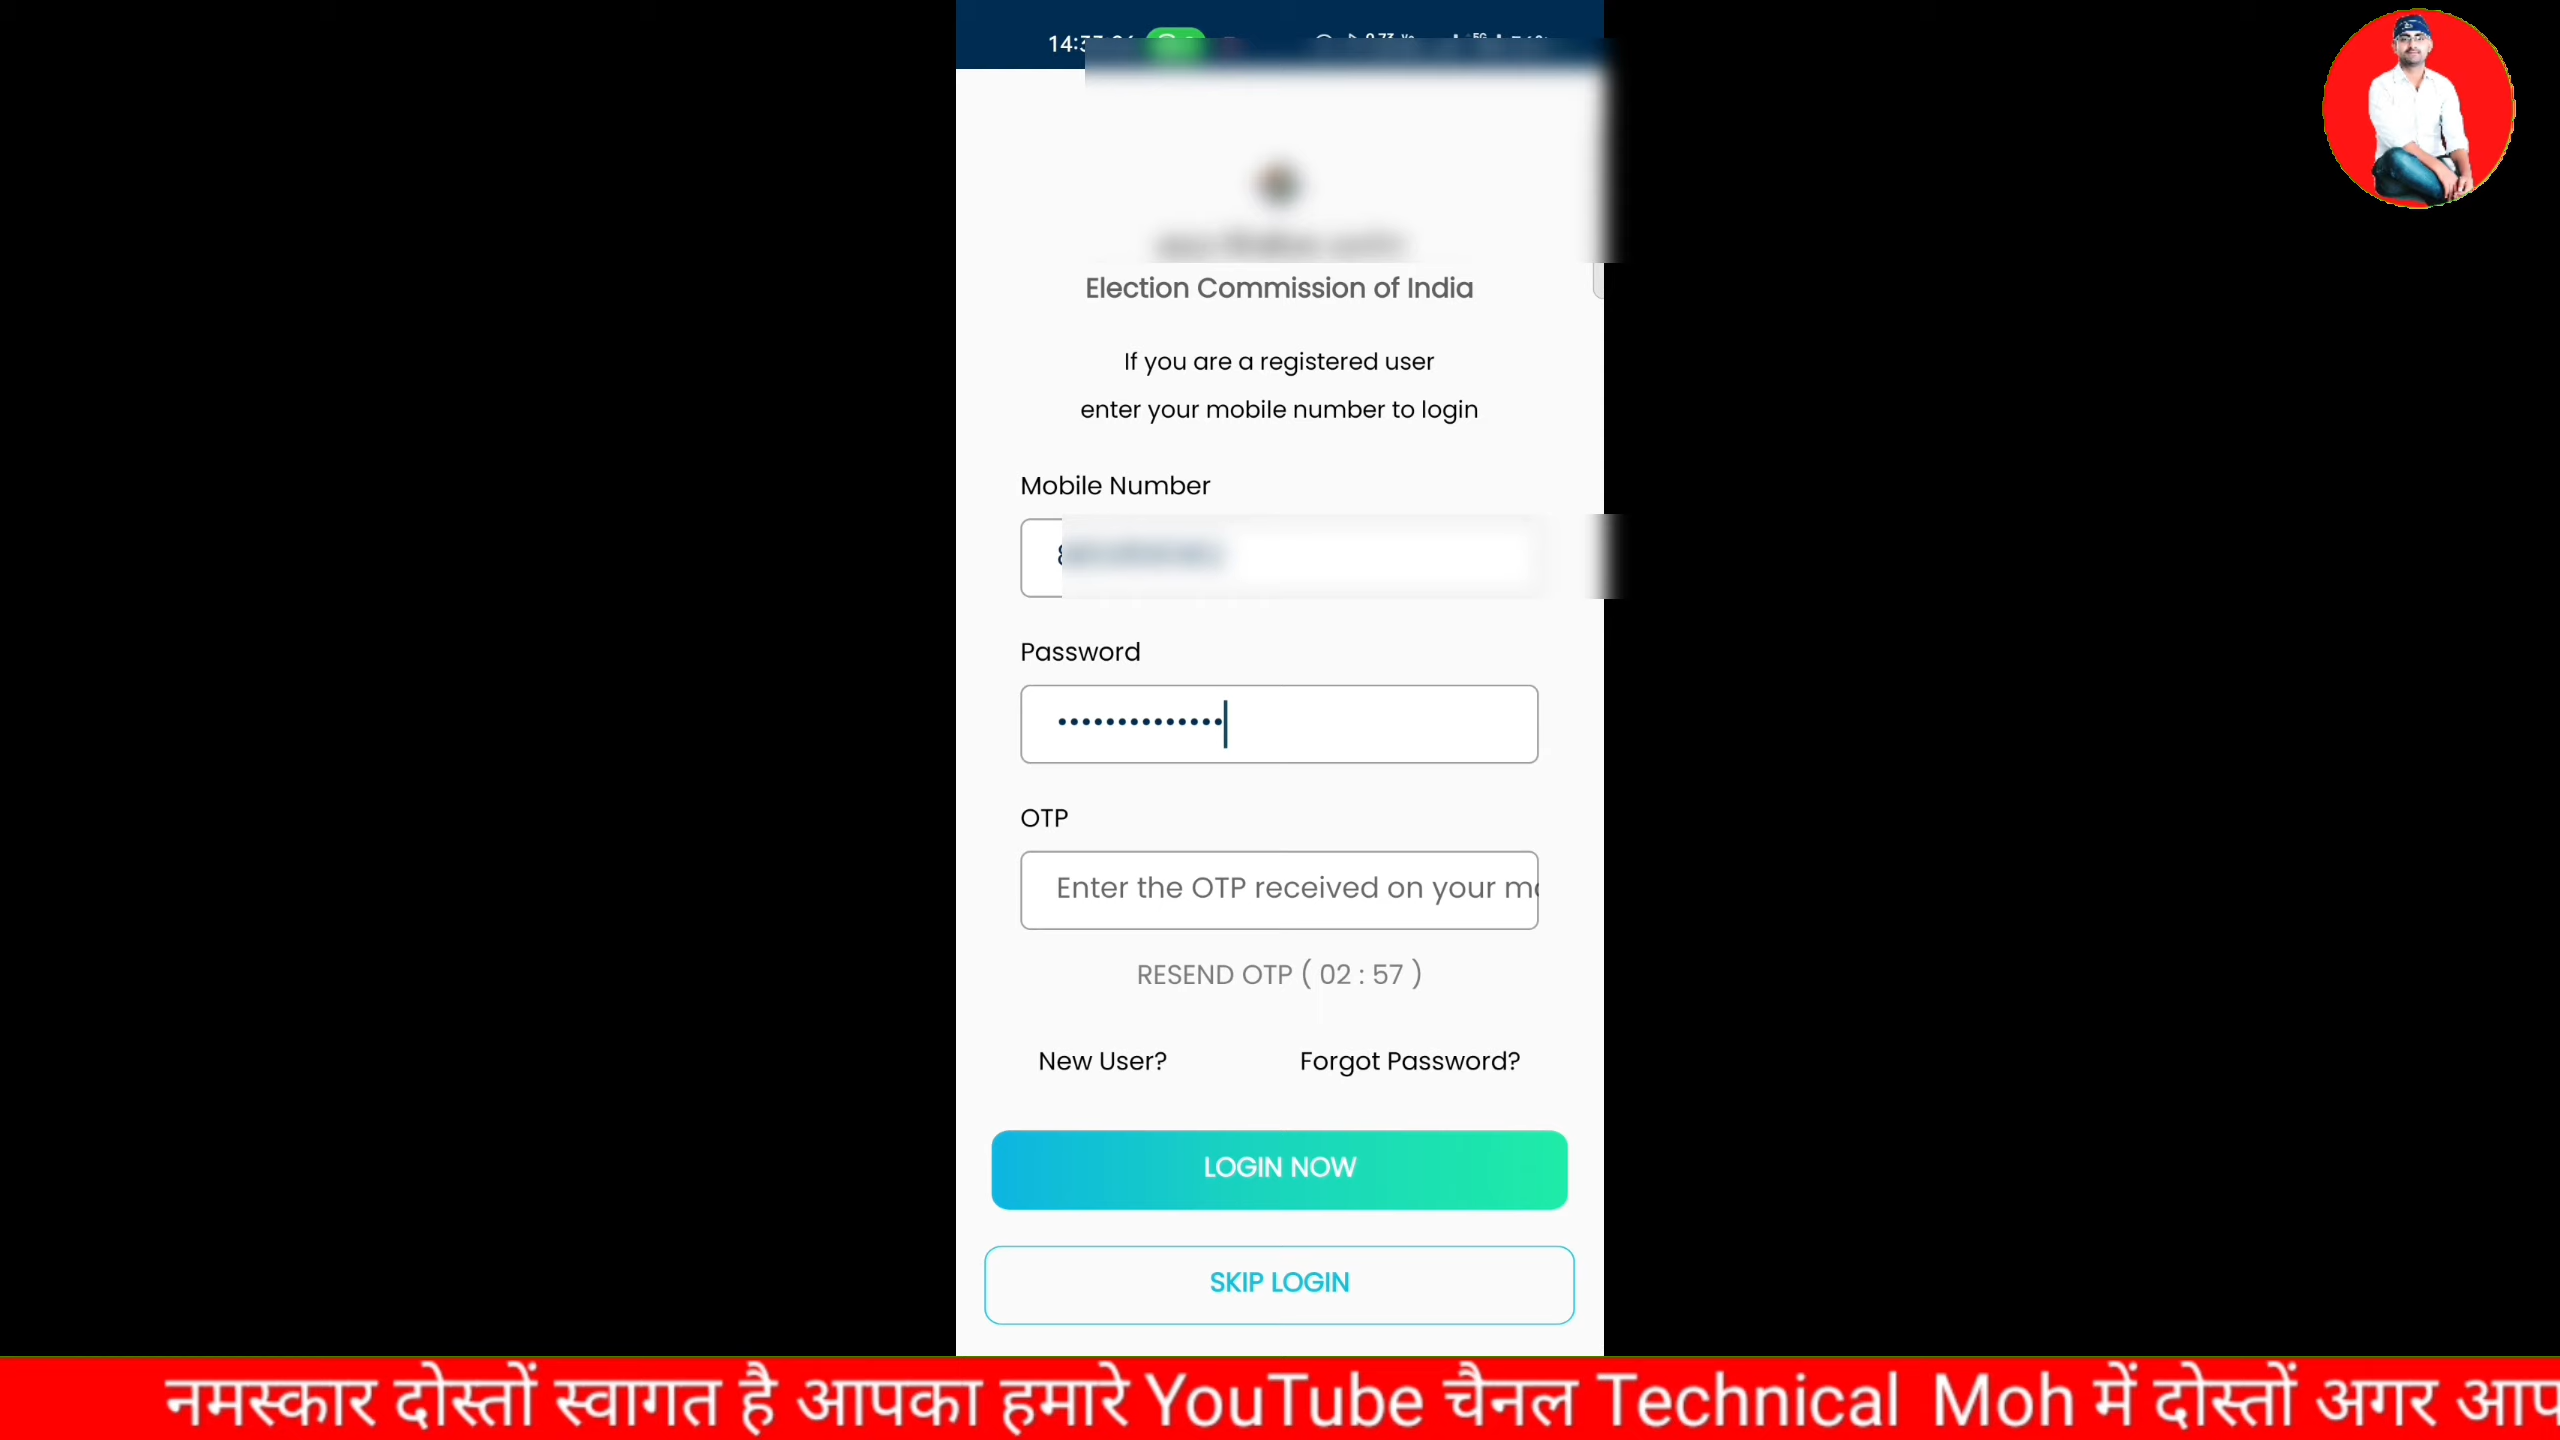 Election Commission of India
If you are a registered user
enter your mobile number to login
Mobile Number
Password
OTP
Enter the OTP received on your
RESEND OTP ( 02 : 57 )
New User?
Forgot Password?
LOGIN NOW
SKIP LOGIN
नमस्कार दोस्तों स्वागत है आपका हमारे YouTube चैनल Technical Moh में दोस्तों अगर